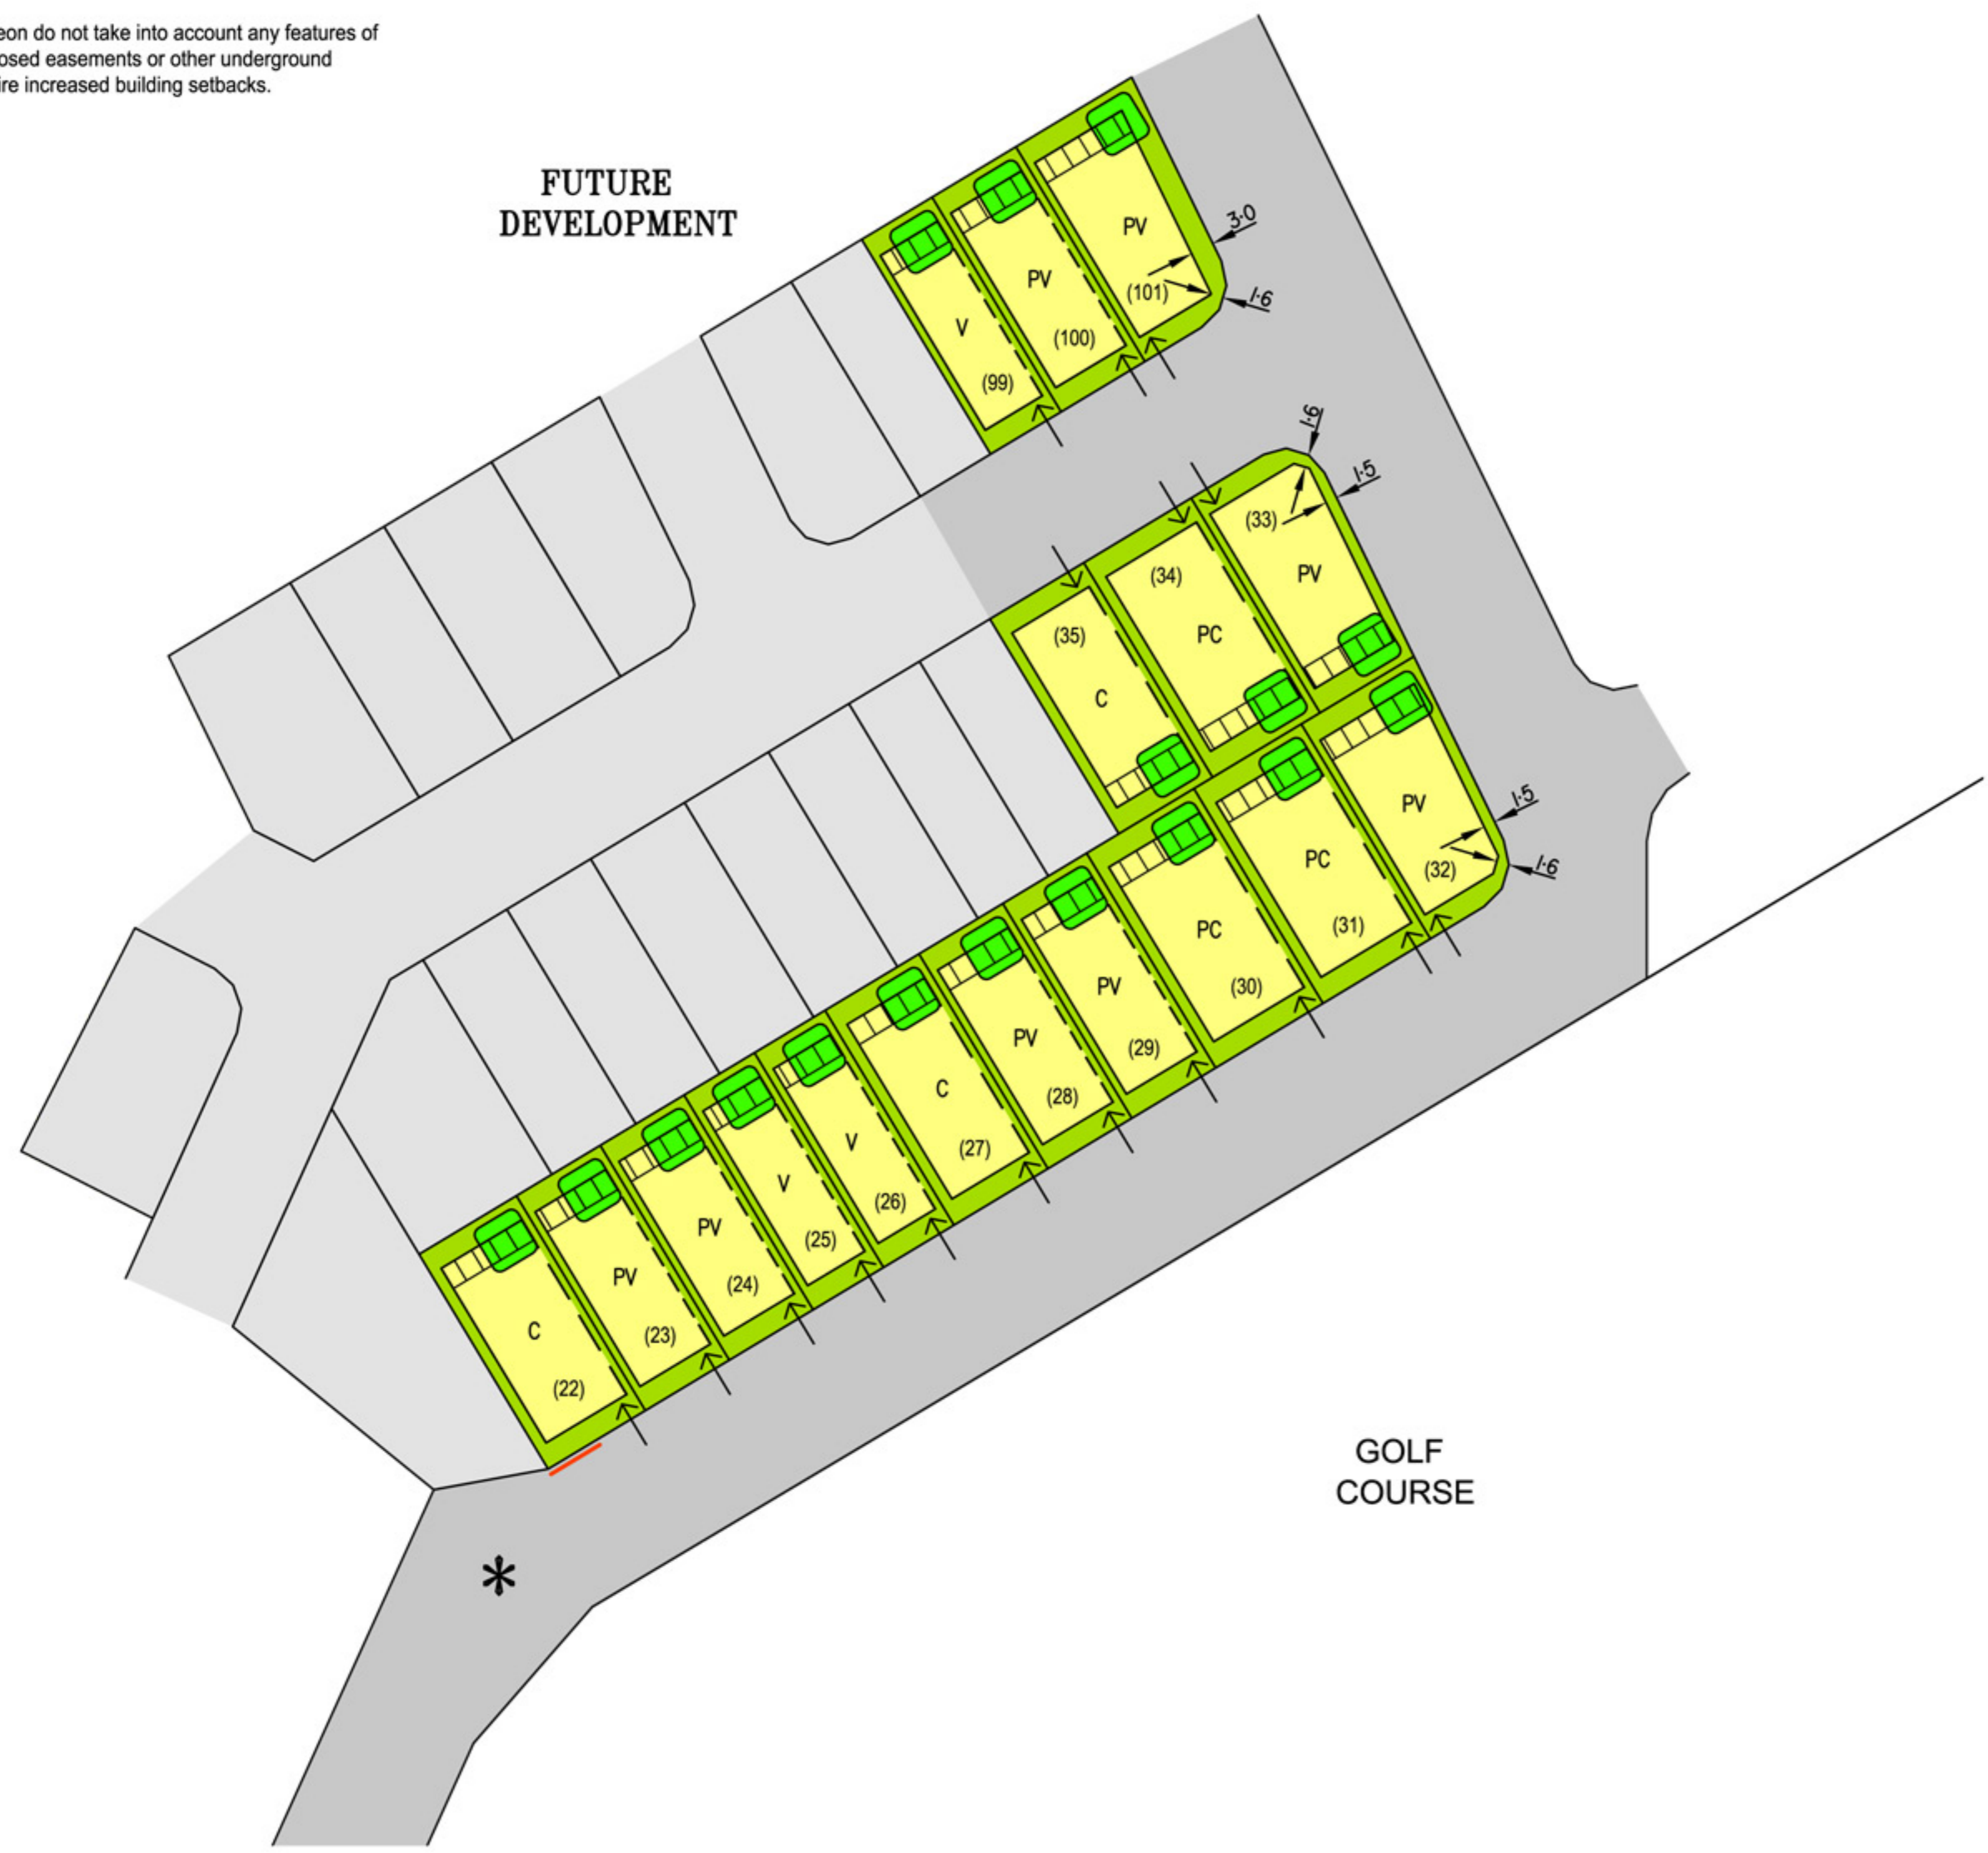 eon do not take into account any features of
osed easements or other underground
ire increased building setbacks.
FUTURE
DEVELOPMENT
PV
3·0
(101)
1·6
PV
(100)
V
(99)
1·6
1·5
(33)
PV
(34)
PC
(35)
C
PV
1·5
(32)
1·6
PC
(31)
PC
(30)
PV
(29)
PV
(28)
C
(27)
V
(26)
V
(25)
PV
(24)
PV
(23)
C
(22)
GOLF
COURSE
*